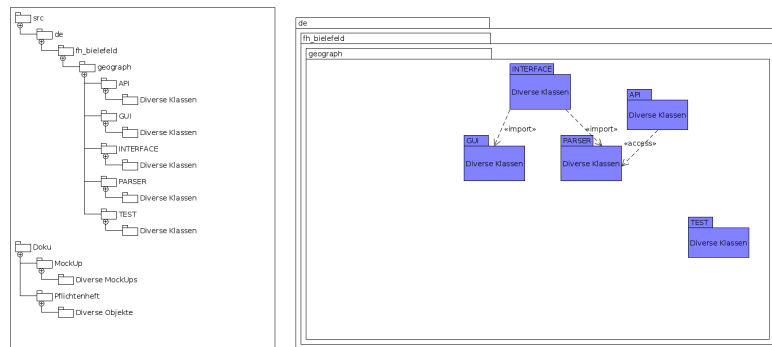 src
de
fh_bielefeld
geograph
API
Diverse Klassen
GUI
Diverse Klassen
INTERFACE
Diverse Klassen
PARSER
Diverse Klassen
TEST
Diverse Klassen
Doku
MockUp
Diverse MockUps
Pflichtenheft
Diverse Objekte
de
fh_bielefeld
geograph
INTERFACE
Diverse Klassen
API
Diverse Klassen
«import»
«import»
«access»
GUI
Diverse Klassen
PARSER
Diverse Klassen
TEST
Diverse Klassen